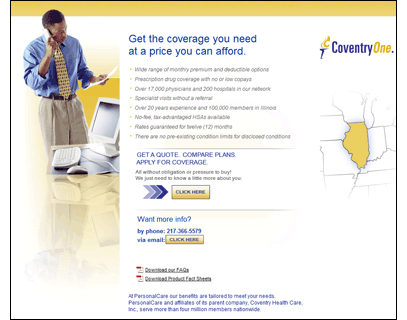 Get the coverage you need
at a price you can afford.
CoventryOne.
Wide range of monthly premium and deductible options
Prescription drug coverage with no or low copays
Over 17,000 physicians and 200 hospitals in our network
Specialist visits without a referral
Over 20 years experience and 100,000 members in Illinois
No-fee, tax-advantaged HSAs available
Rates guaranteed for twelve (12) months
There are no pre-existing condition limits for disclosed conditions
GET A QUOTE. COMPARE PLANS.
APPLY FOR COVERAGE.
All without obligation or pressure to buy!
We just need to know a little more about you:
CLICK HERE
Want more info?
by phone: 217-366-5579
via email: CLICK HERE
Download our FAQs
Download Product Fact Sheets
At PersonalCare our benefits are tailored to meet your needs.
PersonalCare and affiliates of its parent company, Coventry Health Care,
Inc., serve more than four million members nationwide.